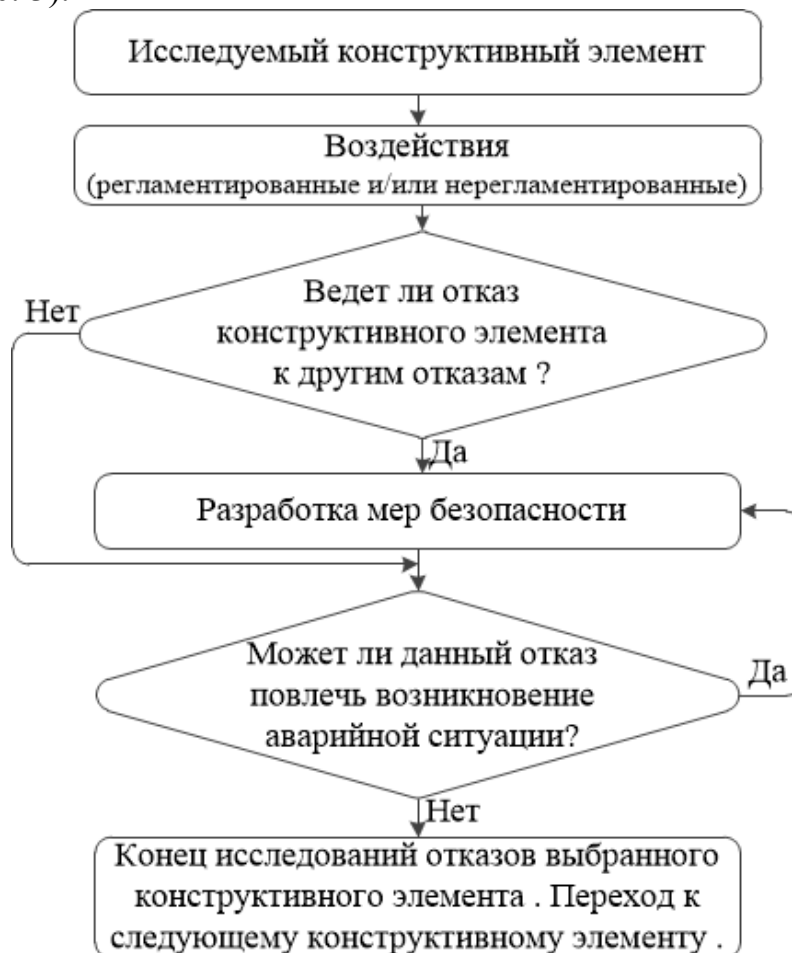 Исследуемый конструктивный элемент
Воздействия
(регламентированные и/или нерегламентированные)
Ведет ли отказ
Нет
конструктивного элемента
к другим отказам ?
Да
Разработка мер безопасности
Может ли данный отказ
Да
повлечь возникновение
аварийной ситуации?
Нет
Конец исследований отказов выбранного
конструктивного элемента . Переход к
следующему конструктивному элементу .